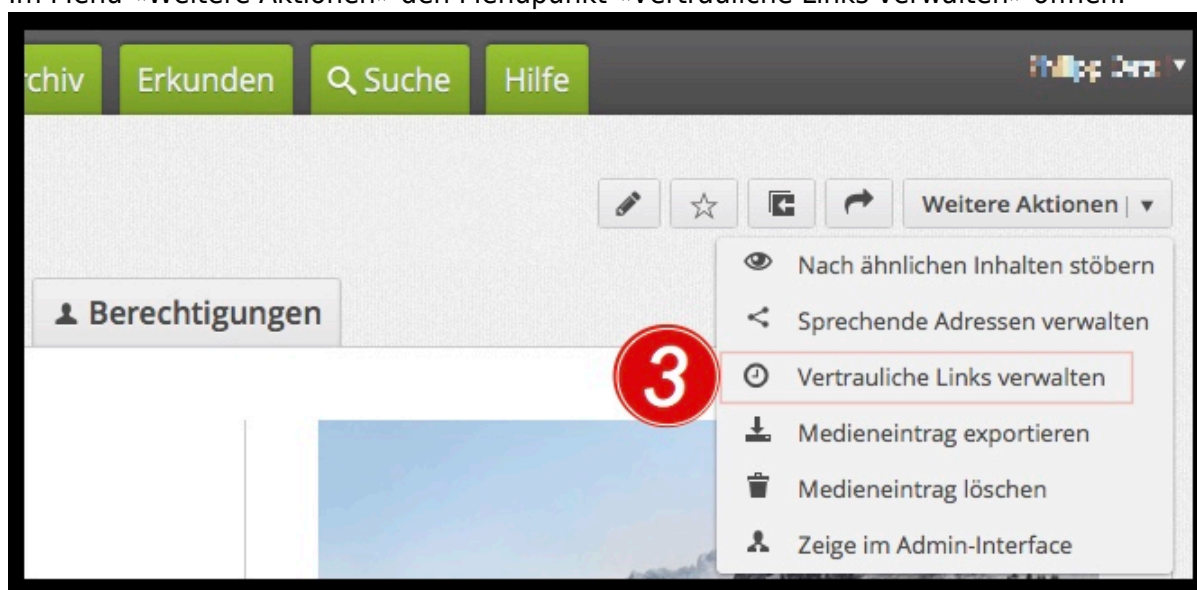 im Menü «Weitere Aktionen» den Menüpunkt «Vertrauliche Links verwalten» öffnen.
rchiv Erkunden Suche Hilfe
Weitere Aktionen
Nach ähnlichen Inhalten stöbern
Berechtigungen
Sprechende Adressen verwalten
3
Vertrauliche Links verwalten
Medieneintrag exportieren
Medieneintrag löschen
Zeige im Admin-Interface